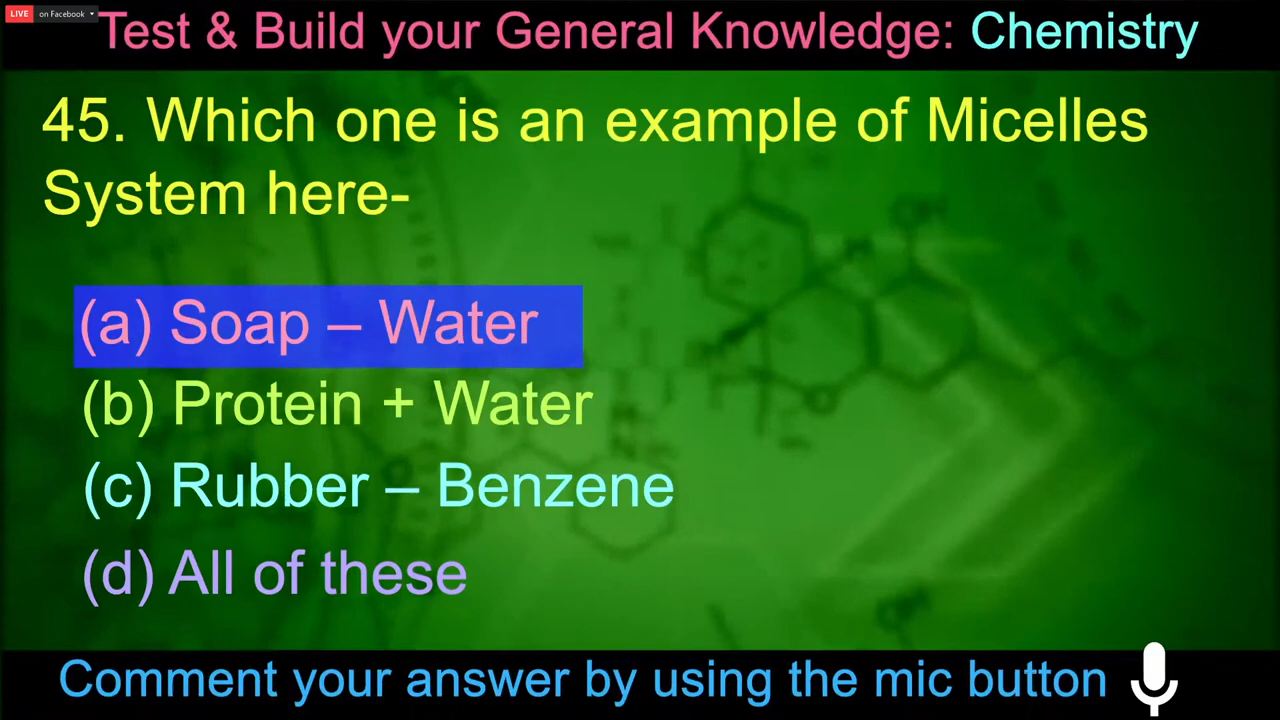 LIVE on Facebook
Test & Build your General Knowledge: Chemistry
45. Which one is an example of Micelles
System here-
(a) Soap – Water
(b) Protein + Water
(c) Rubber – Benzene
(d) All of these
Comment your answer by using the mic button